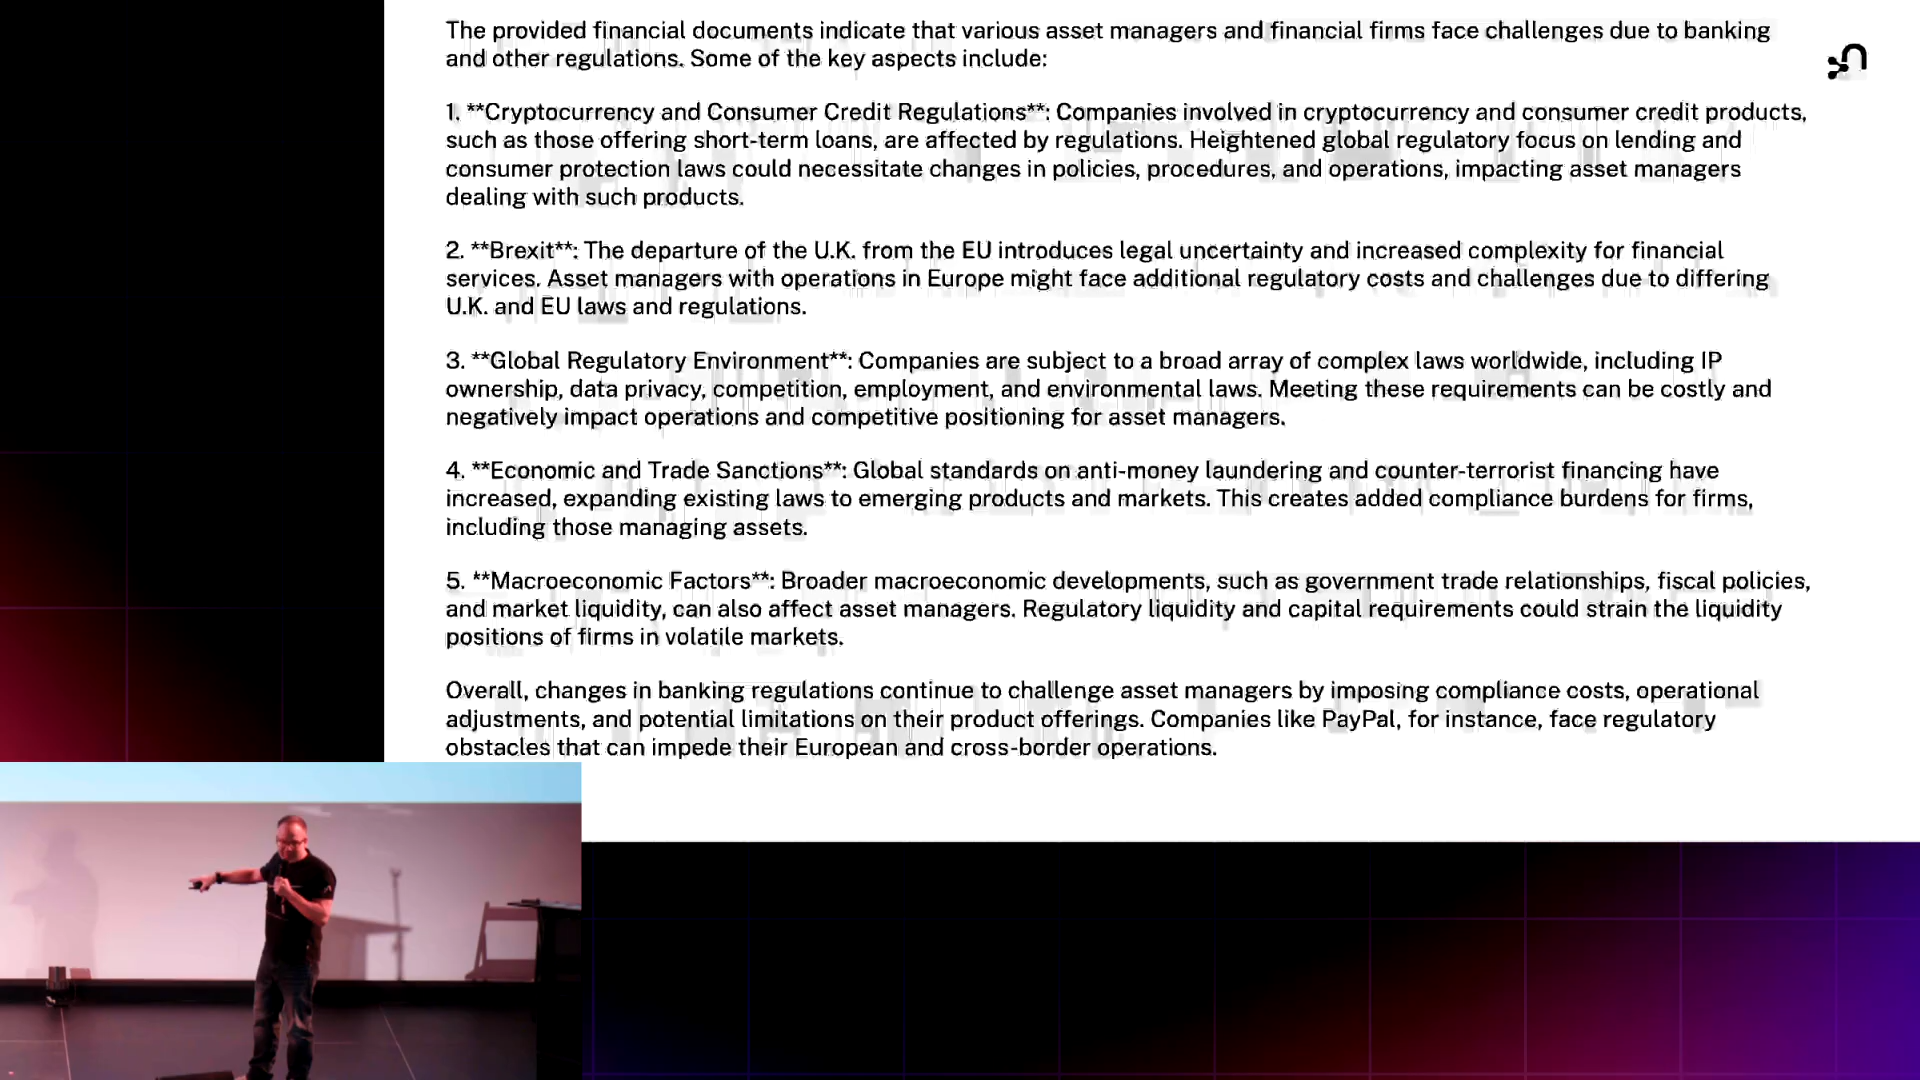 The provided financial documents indicate that various asset managers and financial firms face challenges due to banking
and other regulations. Some of the key aspects include:
1. **Cryptocurrency and Consumer Credit Regulations**: Companies involved in cryptocurrency and consumer credit products,
such as those offering short-term loans, are affected by regulations. Heightened global regulatory focus on lending and
consumer protection laws could necessitate changes in policies, procedures, and operations, impacting asset managers
dealing with such products.
2. **Brexit**: The departure of the U.K. from the EU introduces legal uncertainty and increased complexity for financial
services. Asset managers with operations in Europe might face additional regulatory costs and challenges due to differing
U.K. and EU laws and regulations.
3. **Global Regulatory Environment**: Companies are subject to a broad array of complex laws worldwide, including IP
ownership, data privacy, competition, employment, and environmental laws. Meeting these requirements can be costly and
negatively impact operations and competitive positioning for asset managers.
4. **Economic and Trade Sanctions**: Global standards on anti-money laundering and counter-terrorist financing have
increased, expanding existing laws to emerging products and markets. This creates added compliance burdens for firms,
including those managing assets.
5. **Macroeconomic Factors**: Broader macroeconomic developments, such as government trade relationships, fiscal policies,
and market liquidity, can also affect asset managers. Regulatory liquidity and capital requirements could strain the liquidity
positions of firms in volatile markets.
Overall, changes in banking regulations continue to challenge asset managers by imposing compliance costs, operational
adjustments, and potential limitations on their product offerings. Companies like PayPal, for instance, face regulatory
obstacles that can impede their European and cross-border operations.